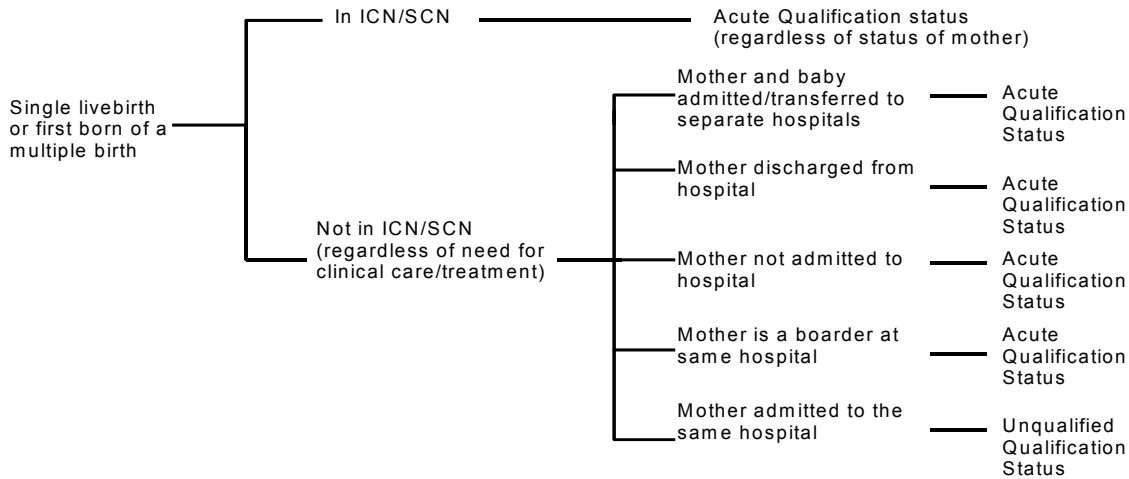 In ICN/SCN
Acute Qualification status
(regardless of status of mother)
Single livebirth
or first born of a
multiple birth
Mother and baby
admitted/transferred to
separate hospitals
Acute
Qualification
Status
Mother discharged from
hospital
Acute
Qualification
Status
Not in ICN/SCN
(regardless of need for
clinical care/treatment)
Mother not admitted to
hospital
Acute
Qualification
Status
Mother is a boarder at
same hospital
Acute
Qualification
Status
Mother admitted to the
same hospital
Unqualified
Qualification
Status